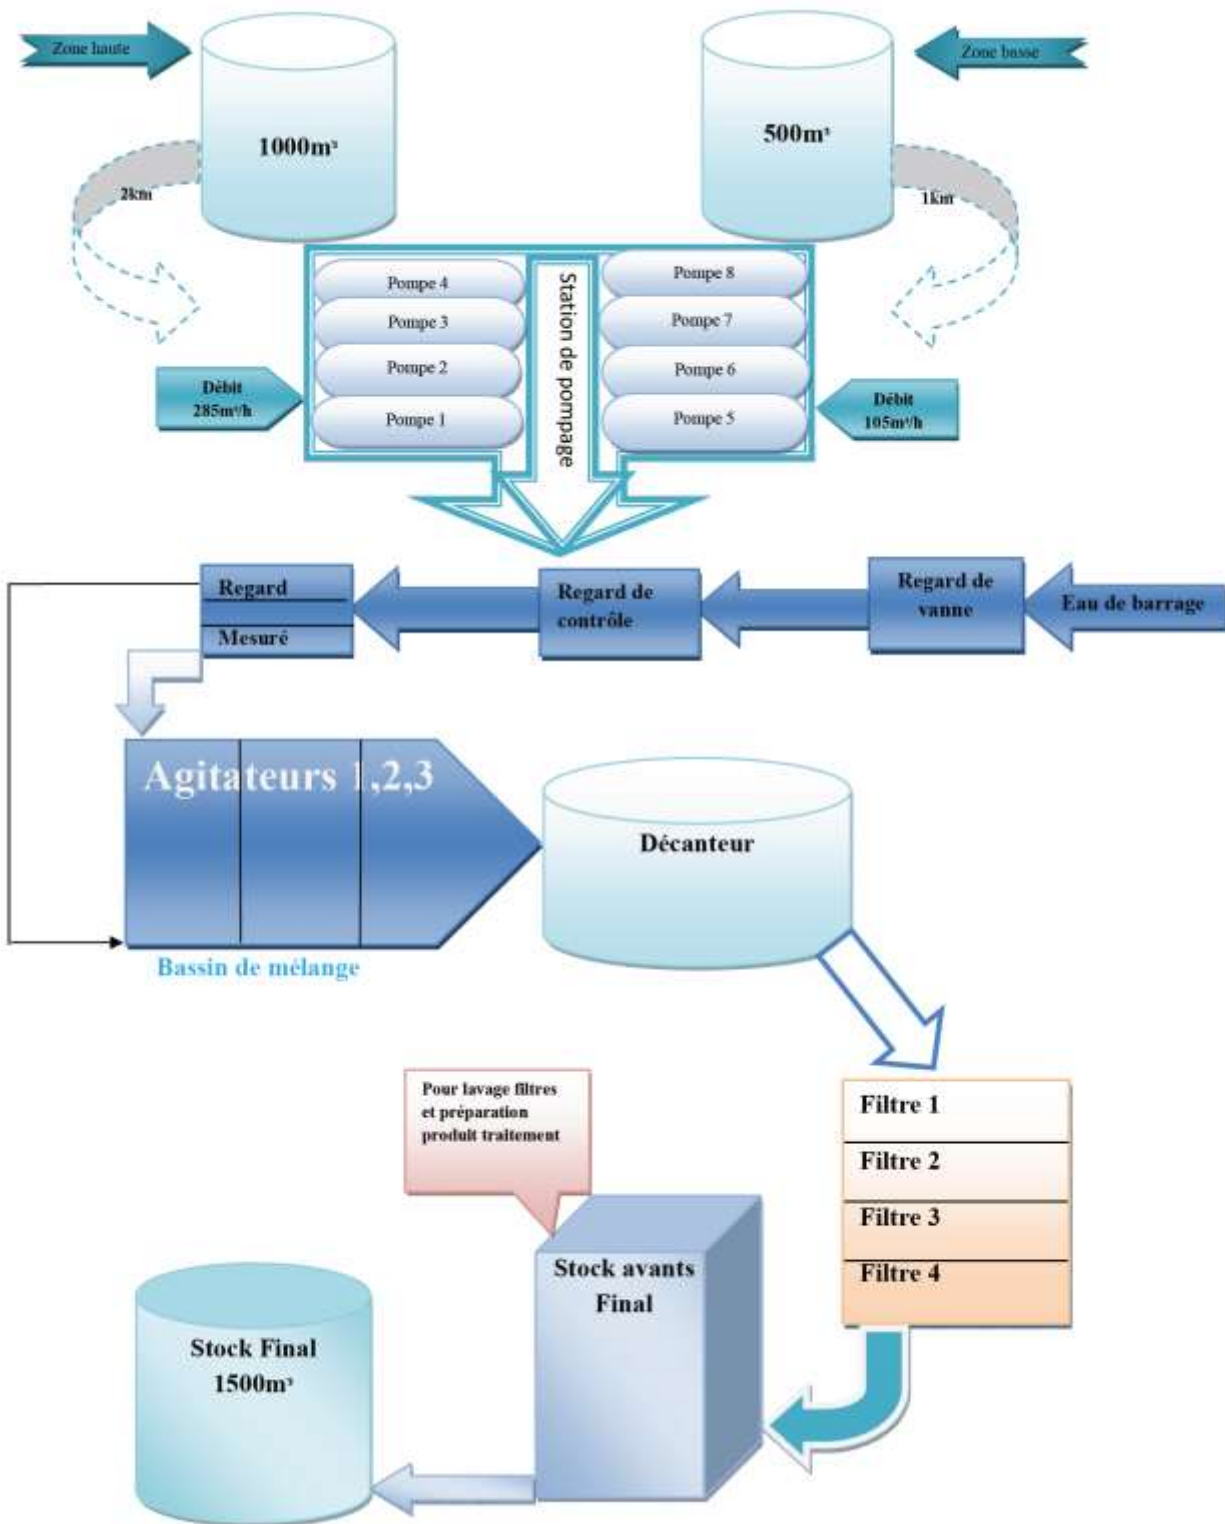 Zone haute
Zone basse
1000m³
500m³
2km
1km
Pompe 4
Pompe 3
Pompe 2
Pompe 1
Station de pompage
Pompe 8
Pompe 7
Pompe 6
Pompe 5
Débit
285m³/h
Débit
105m³/h
Regard
Mesuré
Regard de
contrôle
Regard de
vanne
Eau de barrage
Agitateurs 1,2,3
Bassin de mélange
Décanteur
Filtre 1
Filtre 2
Filtre 3
Filtre 4
Pour lavage filtres
et préparation
produit traitement
Stock avants
Final
Stock Final
1500m³